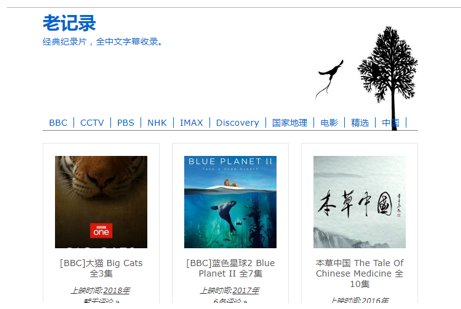 老记录
经典纪录片，全中文字幕收录。
BBC | CCTV | PBS | NHK | IMAX | Discovery | 国家地理 | 电影 | 精选 | 中国 |
BBC
one
BLUE PLANET II
本草中国
[BBC]大猫 Big Cats
全3集
上映时间:2018年
暂无评论 »
[BBC]蓝色星球2 Blue
Planet II 全7集
上映时间:2017年
6条评论 »
本草中国 The Tale Of
Chinese Medicine 全
10集
上映时间:2016年